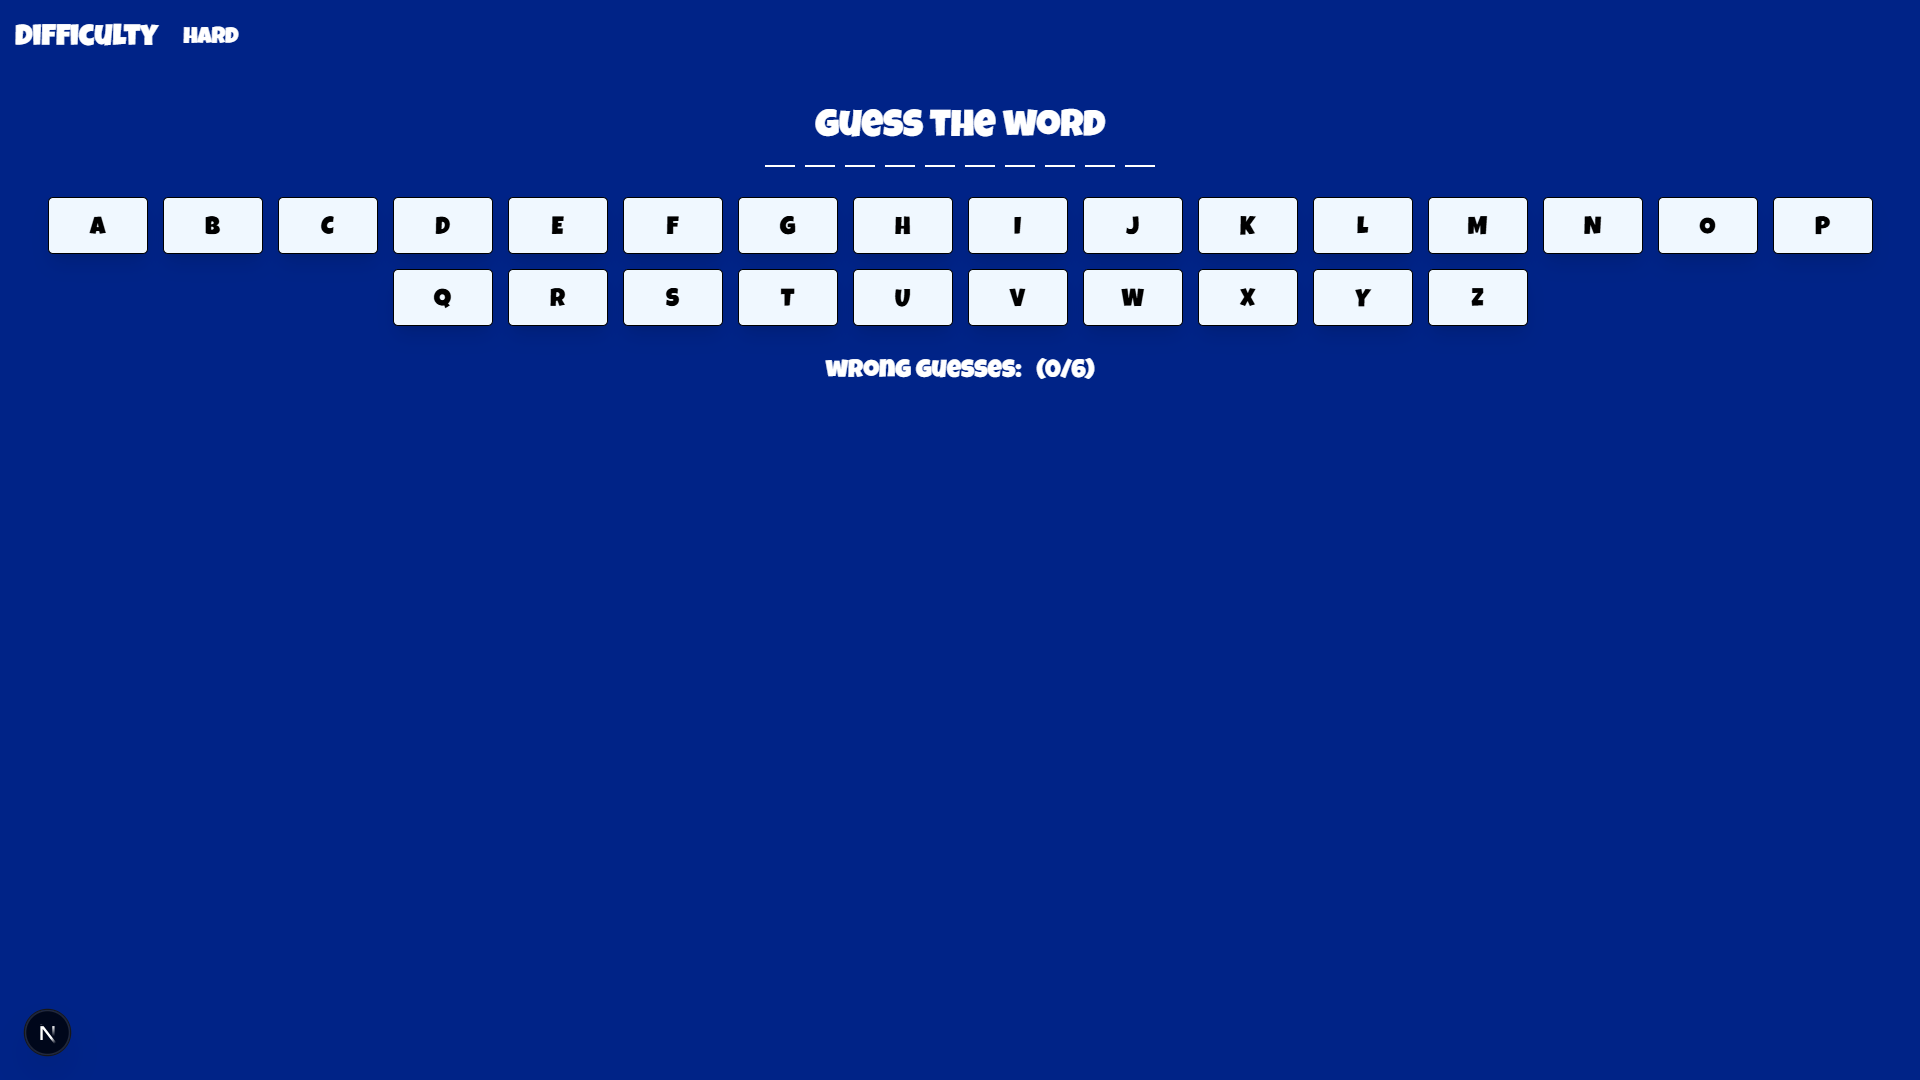 DIFFICULTY HARD
GUESS THE WORD
_ _ _ _ _ _ _ _ _ _
A B C D E F G H I J K L M N O P
Q R S T U V W X Y Z
WRONG GUESSES: (0/6)
N